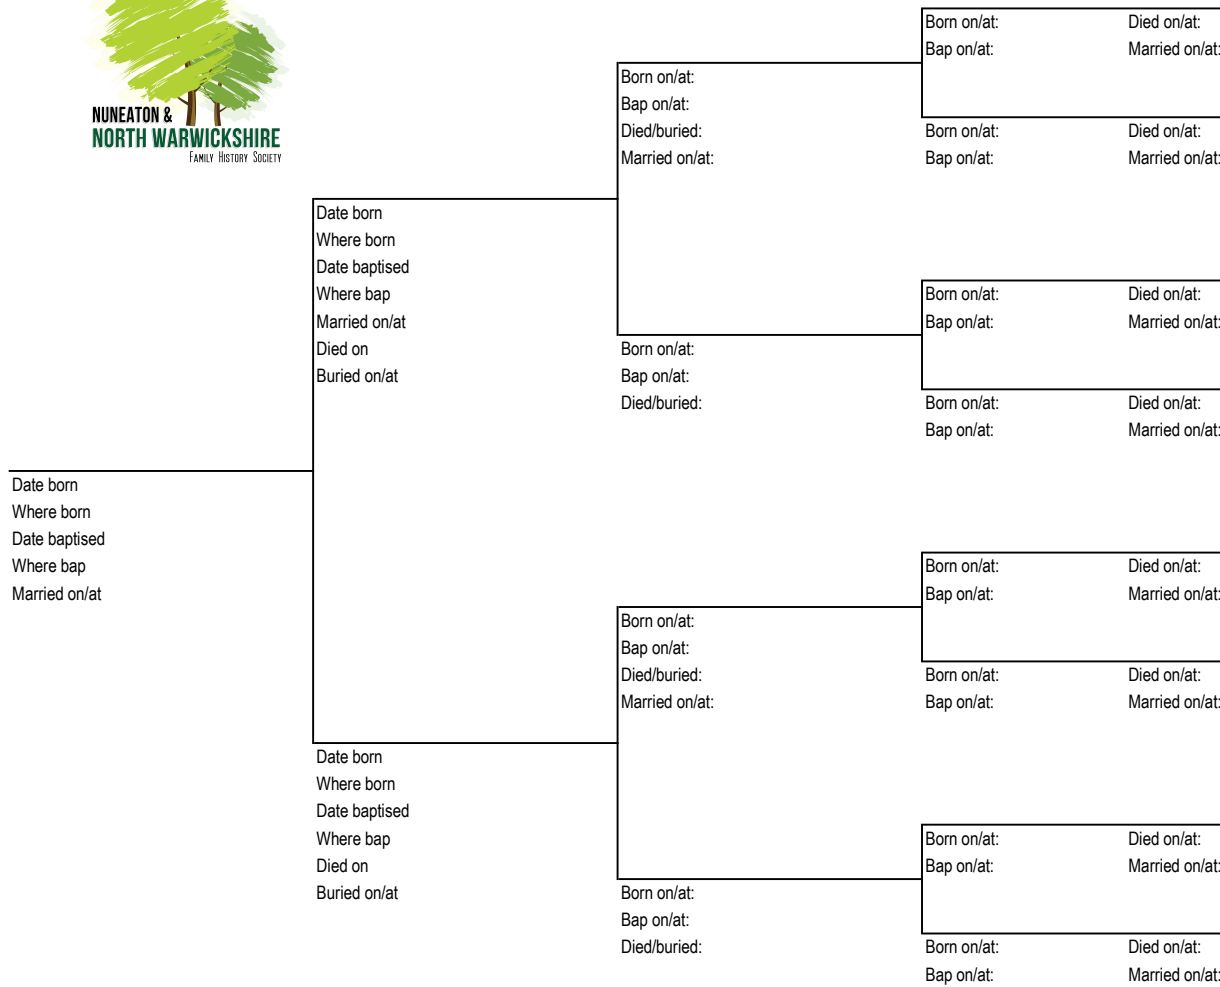 NUNEATON &
NORTH WARWICKSHIRE
FAMILY HISTORY SOCIETY
Date born
Where born
Date baptised
Where bap
Married on/at
Date born
Where born
Date baptised
Where bap
Married on/at
Died on
Buried on/at
Date born
Where born
Date baptised
Where bap
Died on
Buried on/at
Born on/at:
Bap on/at:
Died/buried:
Married on/at:
Born on/at:
Bap on/at:
Died/buried:
Born on/at:
Bap on/at:
Died/buried:
Married on/at:
Born on/at:
Bap on/at:
Died/buried:
Born on/at: Died on/at:
Bap on/at: Married on/at:
Born on/at: Died on/at:
Bap on/at: Married on/at:
Born on/at: Died on/at:
Bap on/at: Married on/at:
Born on/at: Died on/at:
Bap on/at: Married on/at:
Born on/at: Died on/at:
Bap on/at: Married on/at:
Born on/at: Died on/at:
Bap on/at: Married on/at:
Born on/at: Died on/at:
Bap on/at: Married on/at:
Born on/at: Died on/at:
Bap on/at: Married on/at: